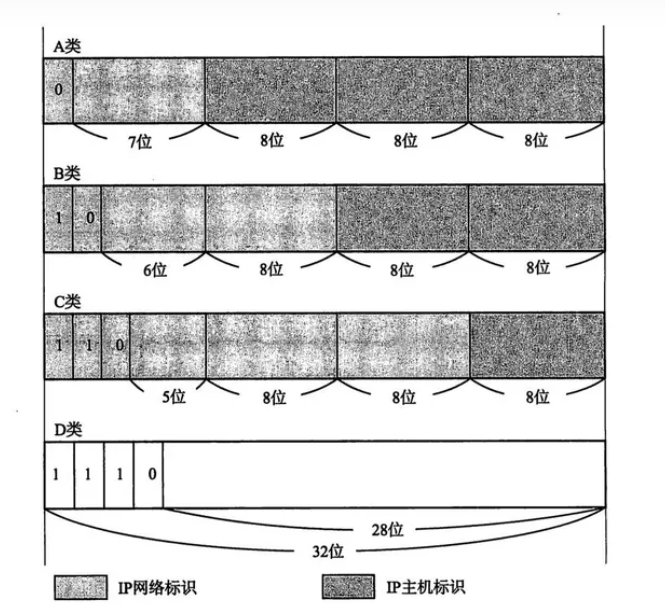 A类
0
7位 8位 8位 8位
B类
1 0
6位 8位 8位 8位
C类
1 1 0
5位 8位 8位 8位
D类
1 1 1 0
28位
32位
IP网络标识 IP主机标识